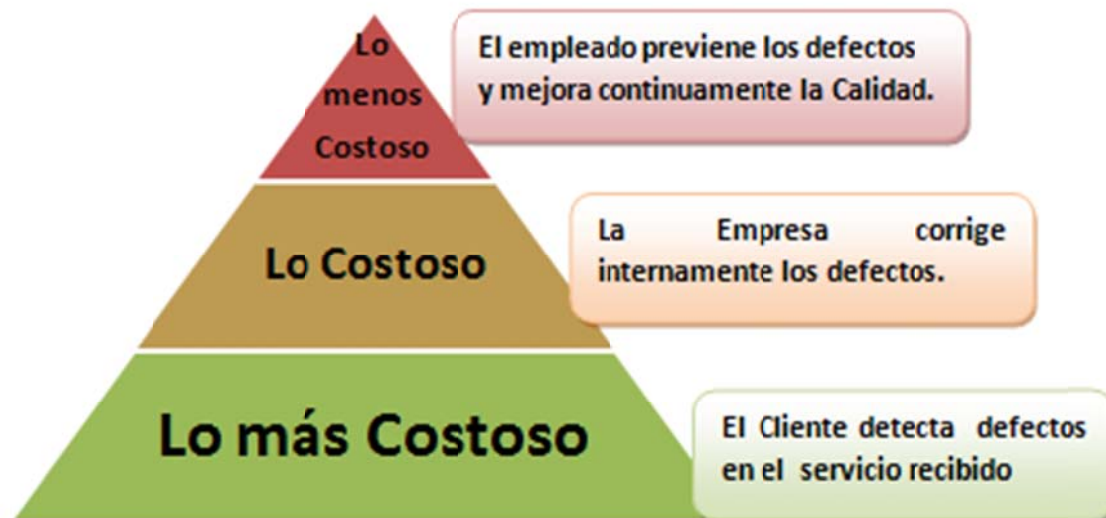 Lo
menos
Costoso
El empleado previene los defectos
y mejora continuamente la Calidad.
Lo Costoso
La Empresa corrige
internamente los defectos.
Lo más Costoso
El Cliente detecta defectos
en el servicio recibido